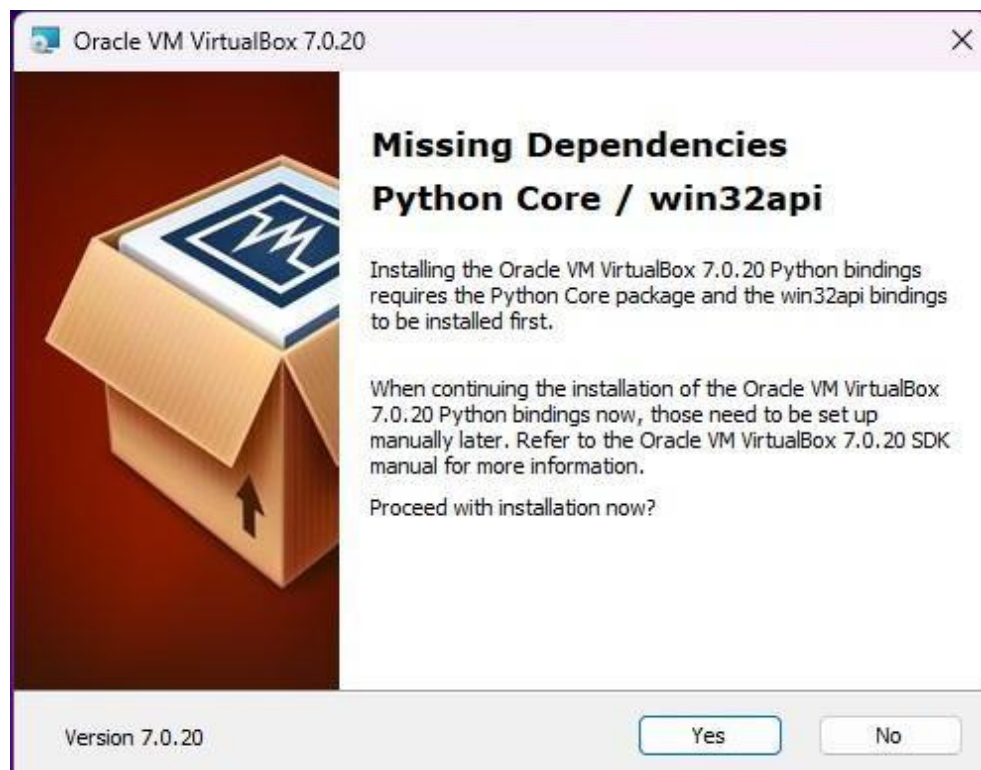 Oracle VM VirtualBox 7.0.20
Missing Dependencies
Python Core / win32api
Installing the Oracle VM VirtualBox 7.0.20 Python bindings
requires the Python Core package and the win32api bindings
to be installed first.
When continuing the installation of the Oracle VM VirtualBox
7.0.20 Python bindings now, those need to be set up
manually later. Refer to the Oracle VM VirtualBox 7.0.20 SDK
manual for more information.
Proceed with installation now?
Version 7.0.20
Yes
No